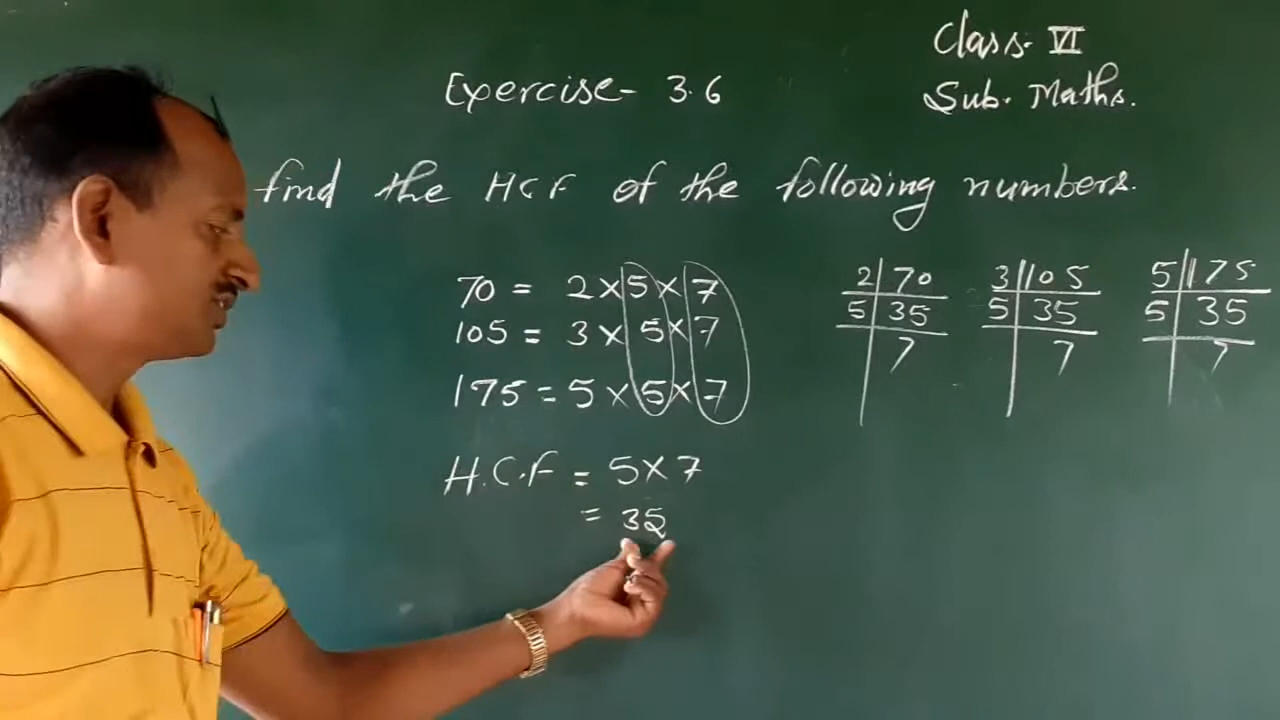 Class- VI
Exercise- 3.6
Sub. Maths.
find the HCF of the following numbers.
70 = 2×5×7
105 = 3×5×7
175 = 5×5×7
H.C.F = 5×7
= 35
2|70
5|35
7
3|105
5|35
7
5|175
5|35
7